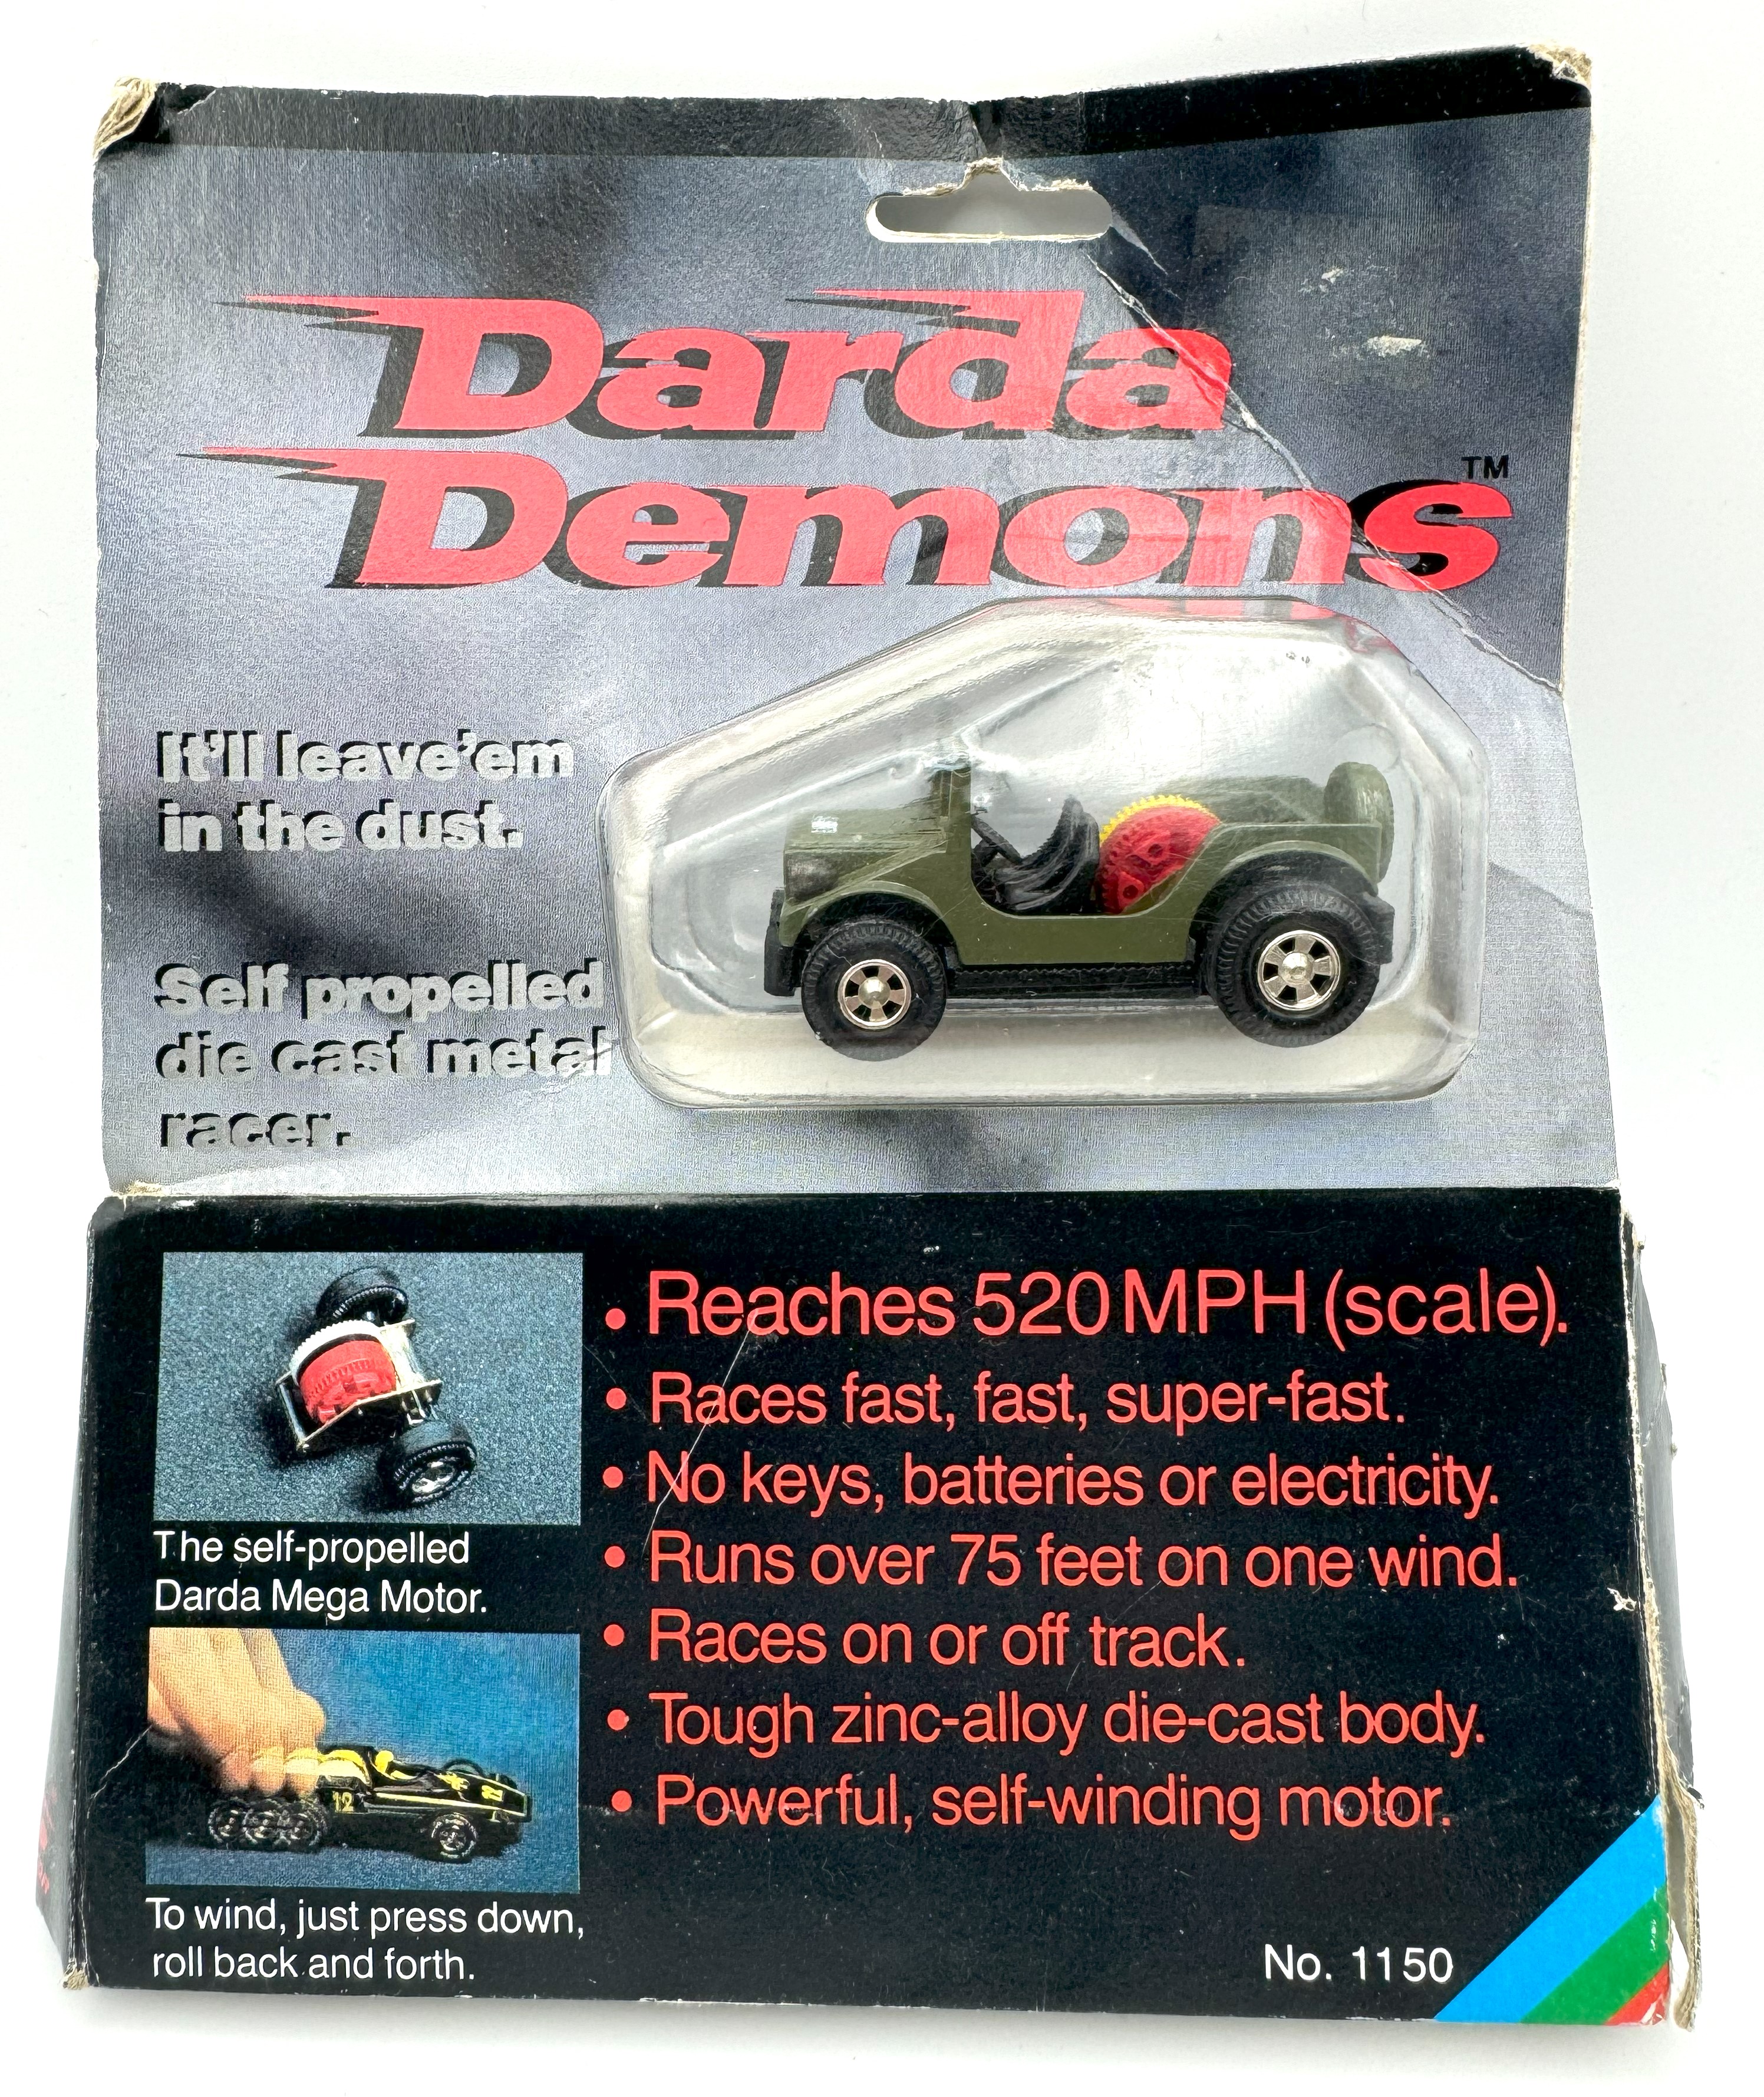 Darda
Demons™
It'll leave 'em
in the dust.
Self propelled
die cast metal
racer.
The self-propelled
Darda Mega Motor.
12
To wind, just press down,
roll back and forth.
• Reaches 520 MPH (scale).
• Races fast, fast, super-fast.
• No keys, batteries or electricity.
• Runs over 75 feet on one wind.
• Races on or off track.
• Tough zinc-alloy die-cast body.
• Powerful, self-winding motor.
No. 1150